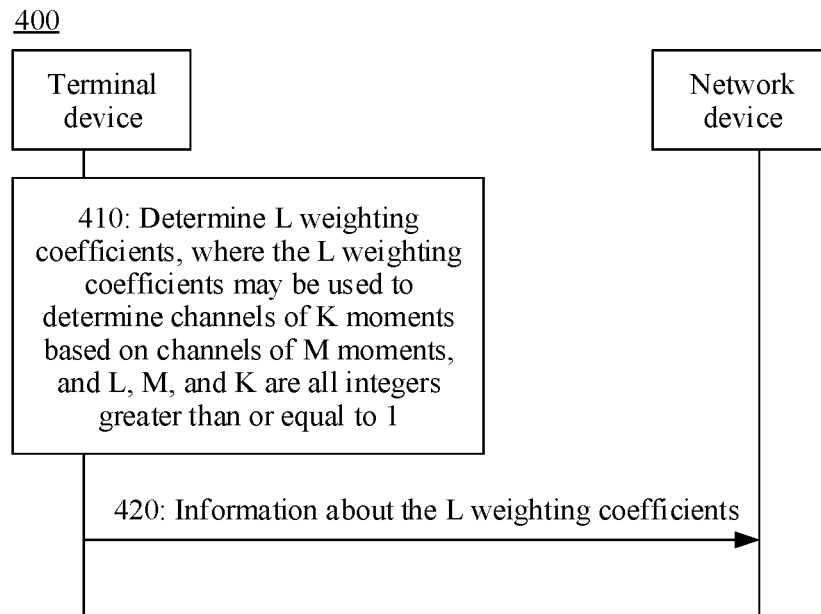 400
Terminal
device
Network
device
410: Determine L weighting
coefficients, where the L weighting
coefficients may be used to
determine channels of K moments
based on channels of M moments,
and L, M, and K are all integers
greater than or equal to 1
420: Information about the L weighting coefficients